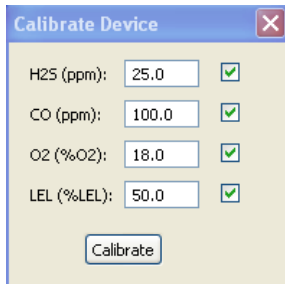 Calibrate Device
H2S (ppm): 25.0
CO (ppm): 100.0
O2 (%O2): 18.0
LEL (%LEL): 50.0
Calibrate